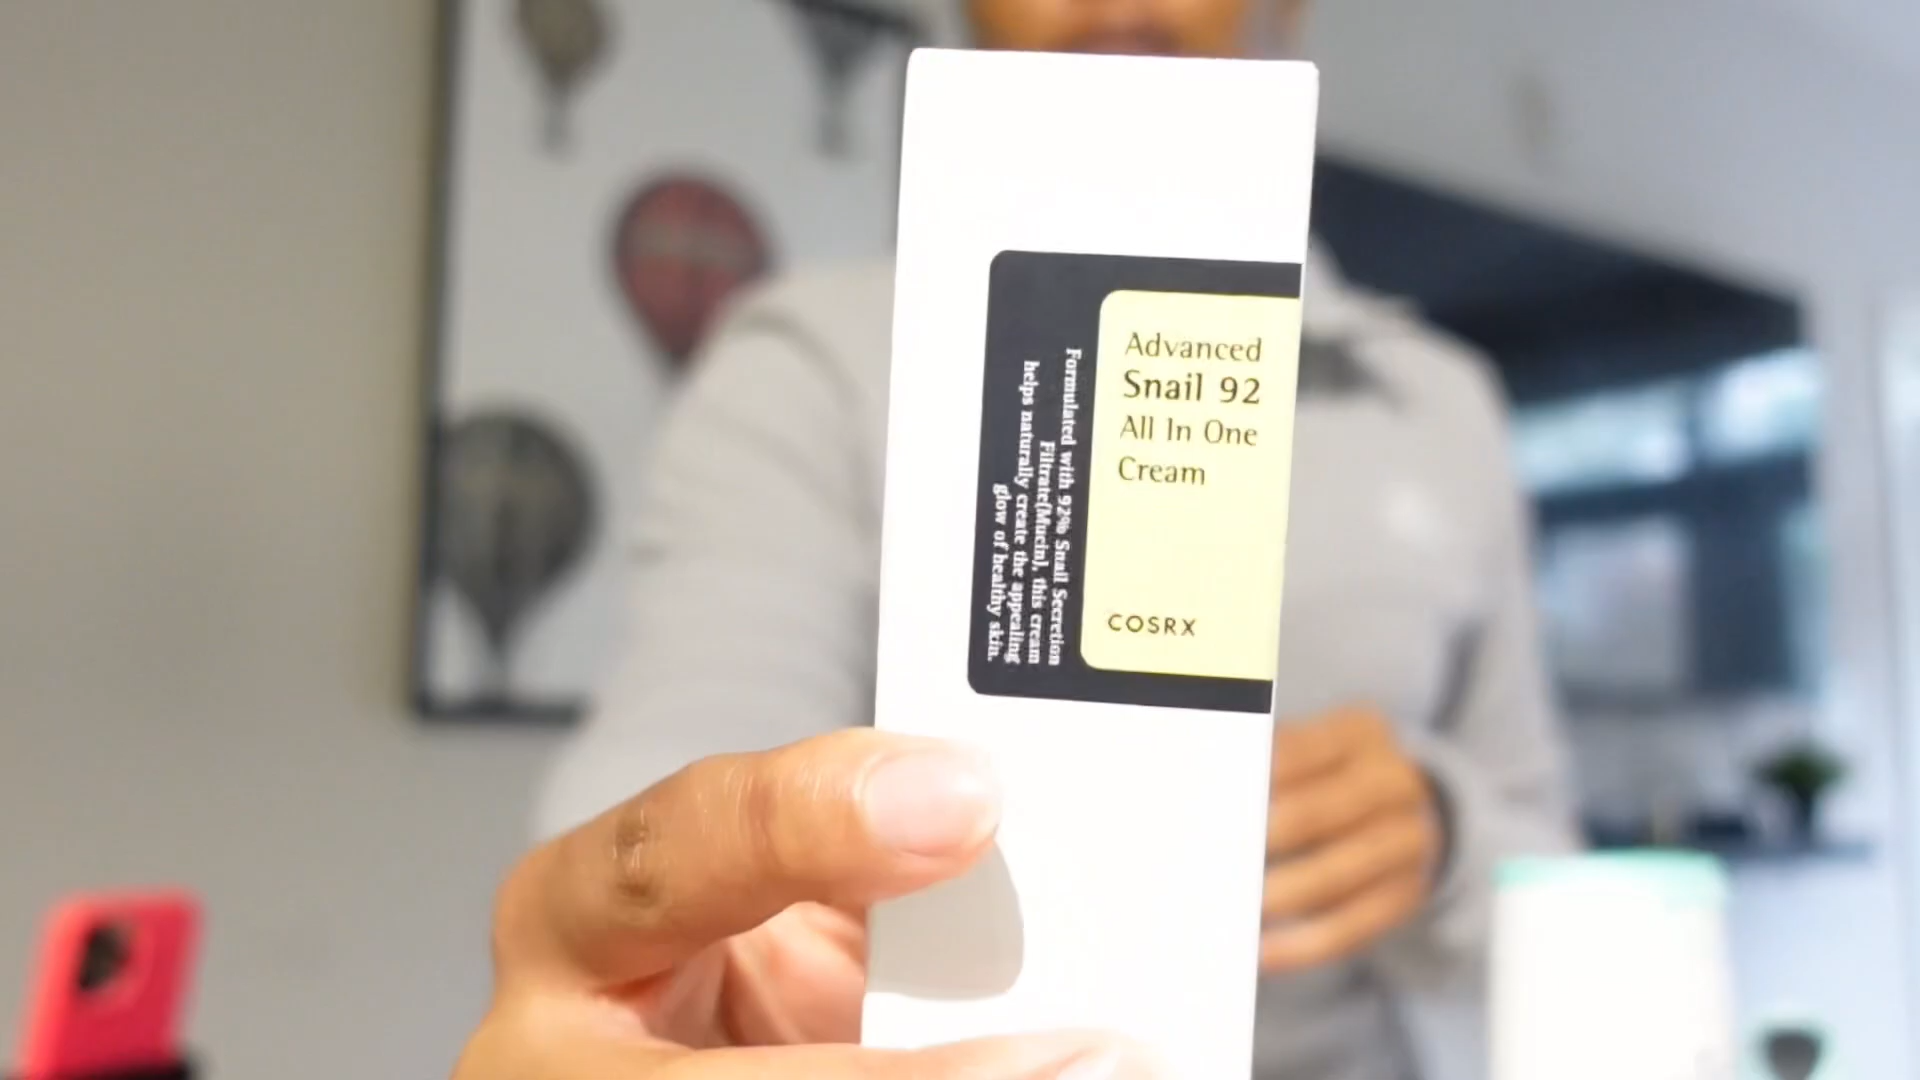 Advanced
Snail 92
All In One
Cream
COSRX
Formulated with 92% Snail Secretion
Filtrate(Mucin), this cream
helps naturally create the appealing
glow of healthy skin.